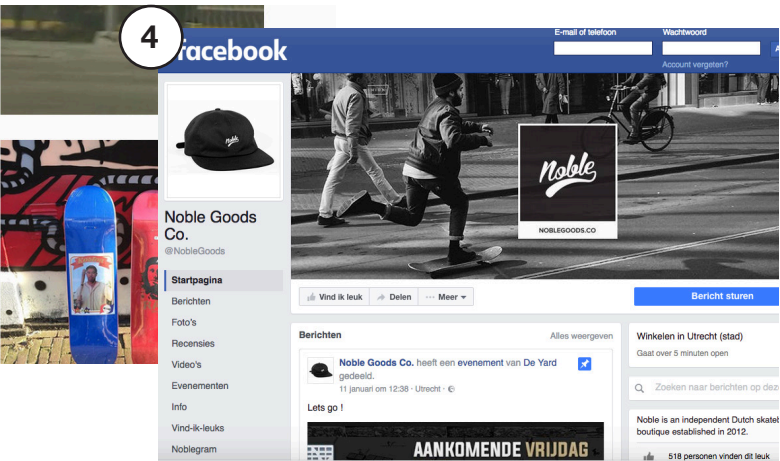 4
facebook
E-mail of telefoon
Wachtwoord
Account vergeten?
Noble
Noble
NOBLEGOODS.CO
Noble Goods
Co.
@NobleGoods
Startpagina
Berichten
Foto's
Recensies
Video's
Evenementen
Info
Vind-ik-leuks
Noblegram
Vind ik leuk
Delen
Meer
Bericht sturen
Berichten
Alles weergeven
Noble Goods Co. heeft een evenement van De Yard
gedeeld.
11 januari om 12:38 · Utrecht ·
Lets go !
AANKOMENDE VRIJDAG
Winkelen in Utrecht (stad)
Gaat over 5 minuten open
Zoeken naar berichten op dez
Noble is an independent Dutch skateb
boutique established in 2012.
518 personen vinden dit leuk